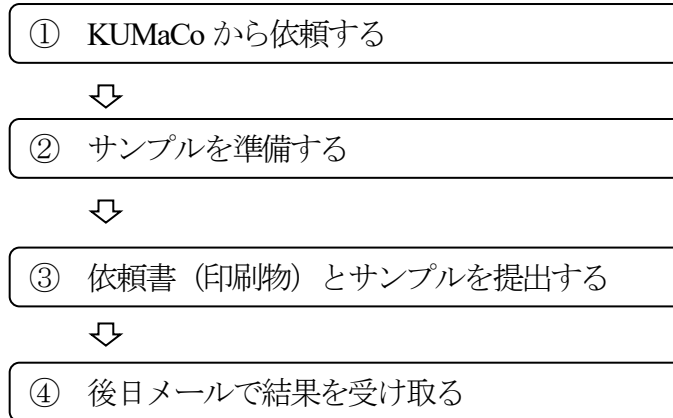 ① KUMaCo から依頼する
② サンプルを準備する
③ 依頼書（印刷物）とサンプルを提出する
④ 後日メールで結果を受け取る